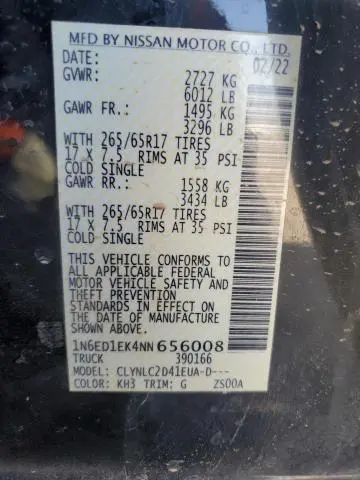 MFD BY NISSAN MOTOR CO., LTD.
DATE: 02/22
GVWR: 2727 KG
6012 LB
GAWR FR.: 1495 KG
3296 LB
WITH 265/65R17 TIRES
17 X 7.5 RIMS AT 35 PSI
COLD SINGLE
GAWR RR.: 1558 KG
3434 LB
WITH 265/65R17 TIRES
17 X 7.5 RIMS AT 35 PSI
COLD SINGLE
THIS VEHICLE CONFORMS TO
ALL APPLICABLE FEDERAL
MOTOR VEHICLE SAFETY AND
THEFT PREVENTION
STANDARDS IN EFFECT ON
THE DATE OF MANUFACTURE
SHOWN ABOVE.
1N6ED1EK4NN656008
TRUCK 390166
MODEL: CLYNLC2D41EUA-D---
COLOR: KH3 TRIM: G ZS00A